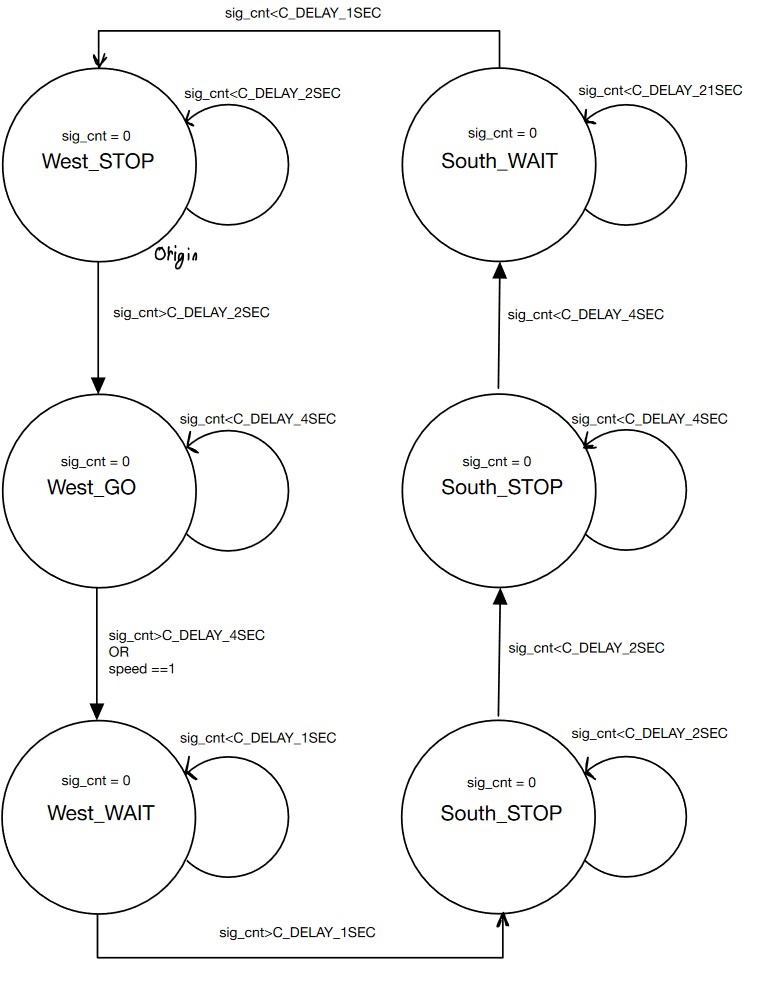 sig_cnt<C_DELAY_1SEC
sig_cnt<C_DELAY_2SEC
sig_cnt = 0
West_STOP
Origin
sig_cnt<C_DELAY_21SEC
sig_cnt = 0
South_WAIT
sig_cnt>C_DELAY_2SEC
sig_cnt<C_DELAY_4SEC
sig_cnt<C_DELAY_4SEC
sig_cnt = 0
West_GO
sig_cnt<C_DELAY_4SEC
sig_cnt = 0
South_STOP
sig_cnt>C_DELAY_4SEC
OR
speed ==1
sig_cnt<C_DELAY_2SEC
sig_cnt<C_DELAY_1SEC
sig_cnt = 0
West_WAIT
sig_cnt<C_DELAY_2SEC
sig_cnt = 0
South_STOP
sig_cnt>C_DELAY_1SEC